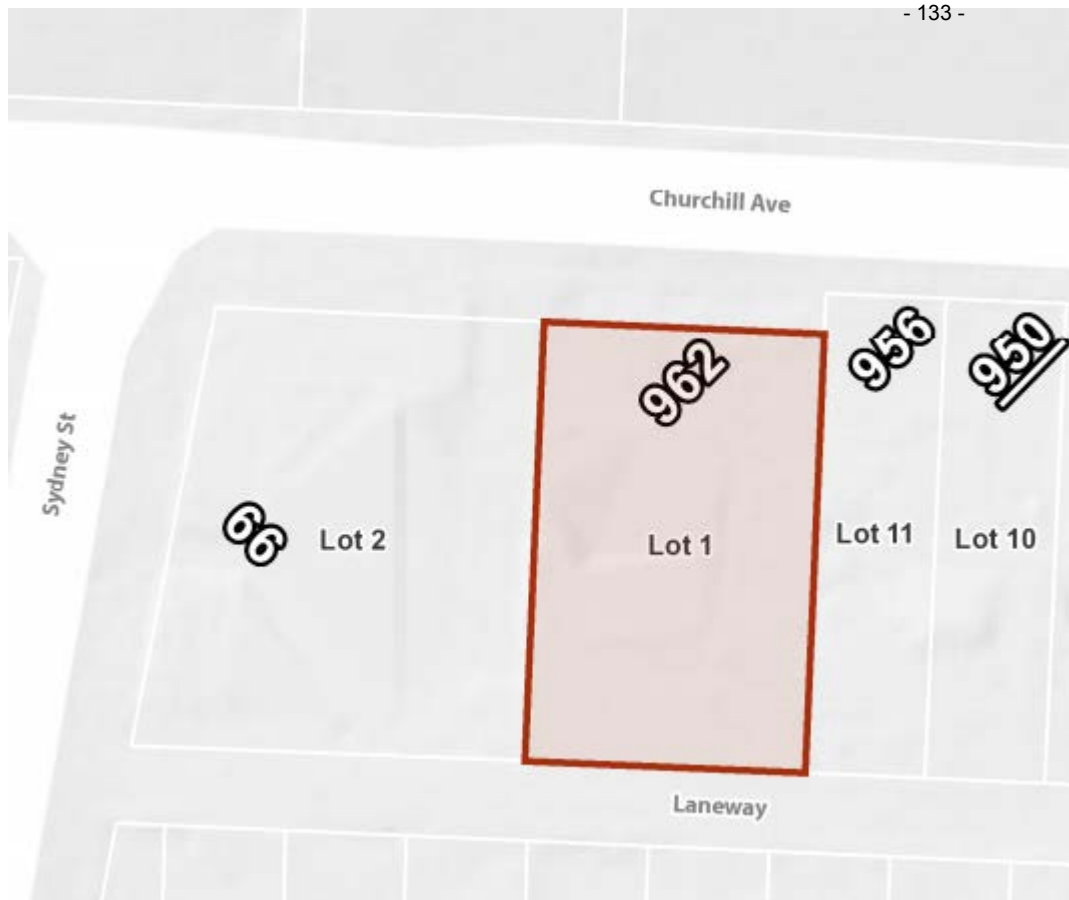 - 133 -
Churchill Ave
962
956
950
Sydney St
66
Lot 2
Lot 1
Lot 11
Lot 10
Laneway